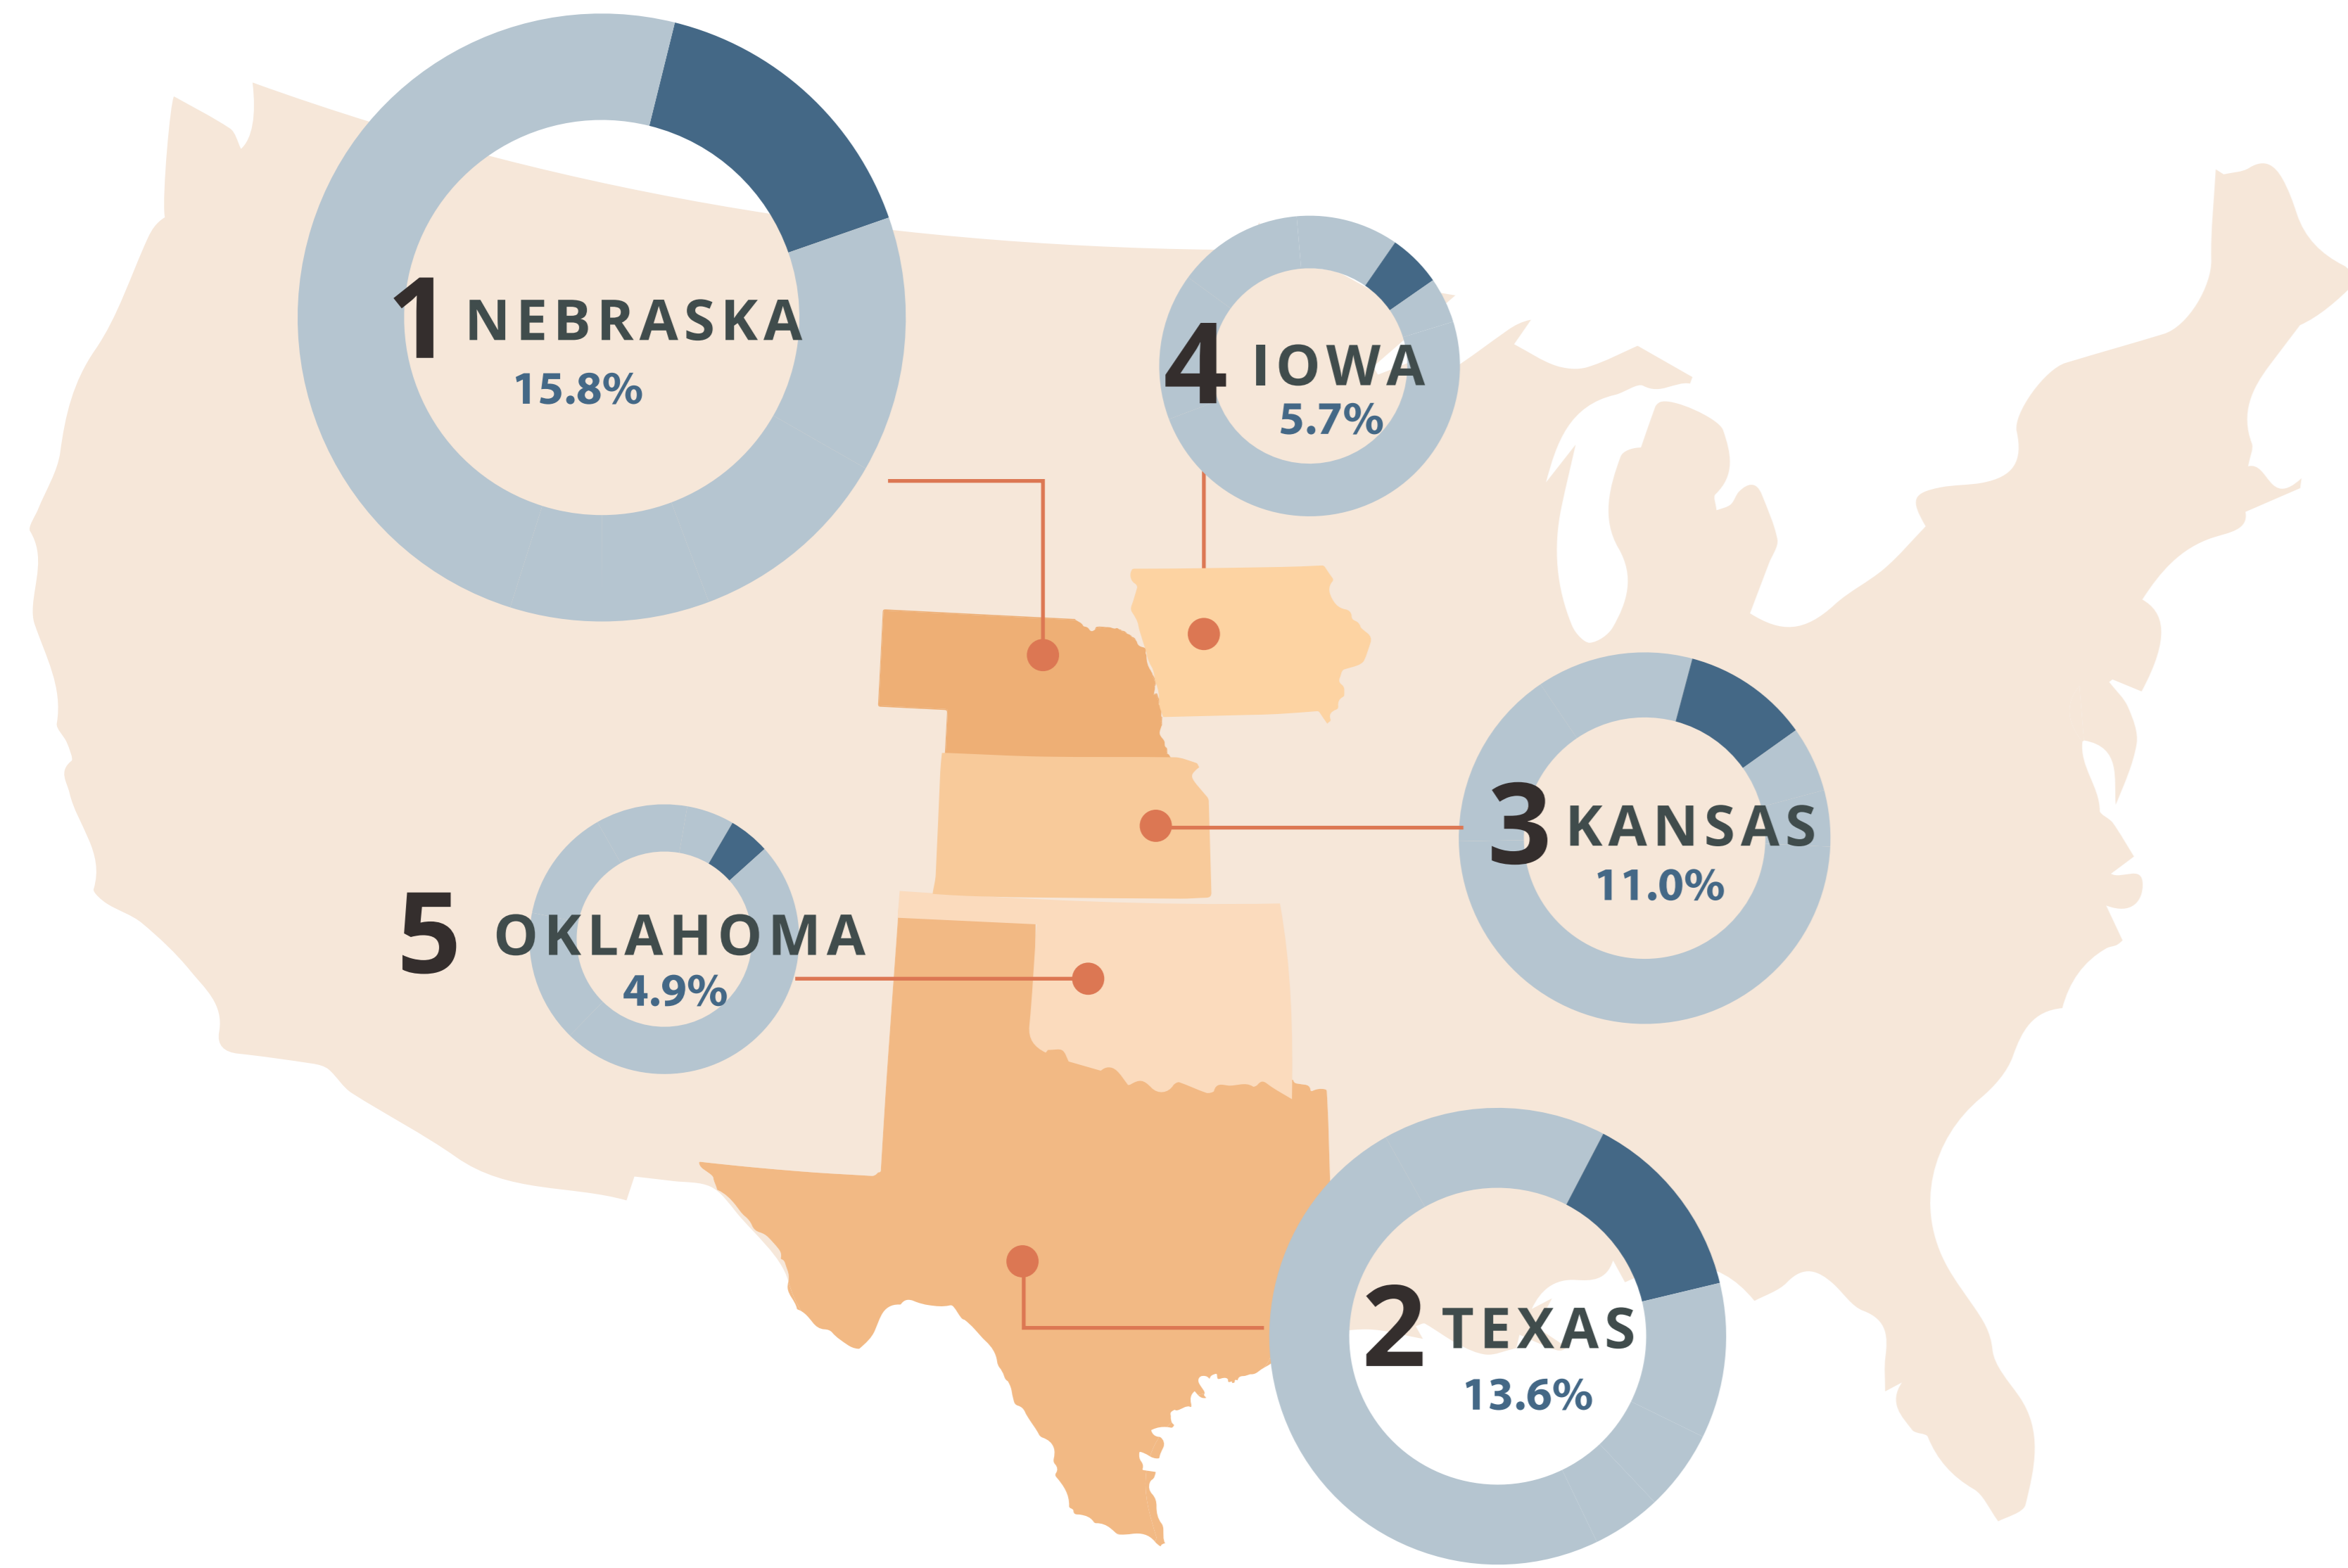 1 NEBRASKA
15.8%
4 IOWA
5.7%
3 KANSAS
11.0%
5 OKLAHOMA
4.9%
2 TEXAS
13.6%